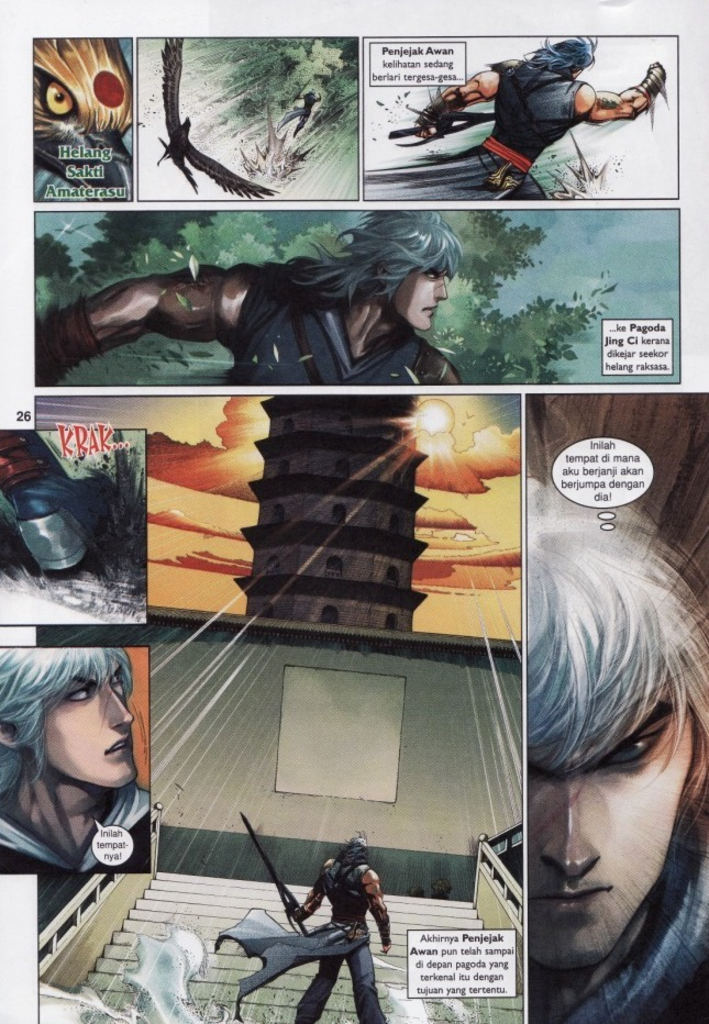 Helang
Sakti
Amaterasu
Penjejak Awan
kelihatan sedang
berlari tergesa-gesa...
...ke Pagoda
Jing Ci kerana
dikejar seekor
helang raksasa.
26
KRAK...
Inilah
tempat di mana
aku berjanji akan
berjumpa dengan
dia!
Inilah
tempat-
nya!
Akhirnya Penjejak
Awan pun telah sampai
di depan pagoda yang
terkenal itu dengan
tujuan yang tertentu.